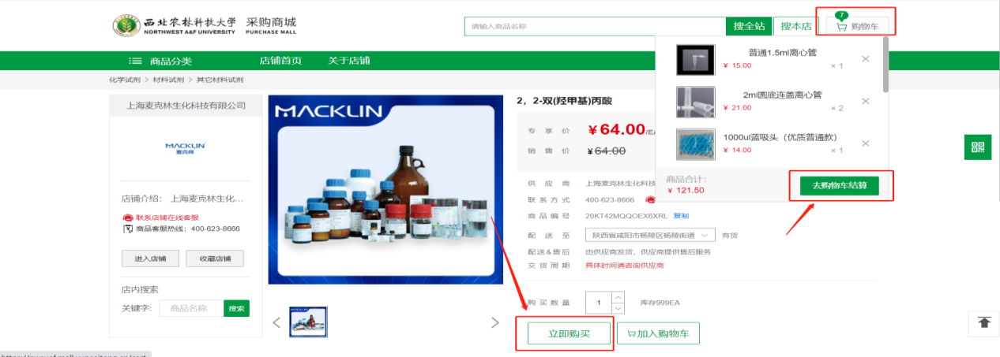 西北农林科技大学 采购商城
NORTHWEST A&F UNIVERSITY PURCHASE MALL
请输入商品名称 搜全站 搜本店 7 购物车
商品分类 店铺首页 关于店铺
化学试剂 > 材料试剂 > 其它材料试剂
普通1.5ml离心管
¥ 15.00 × 1
2ml圆底连盖离心管
¥ 21.00 × 2
1000ul蓝吸头（优质普通款）
¥ 14.00 × 1
商品合计：
¥ 121.50
去购物车结算
上海麦克林生化科技有限公司
MACKLIN
麦克林
店铺介绍： 上海麦克林生化...
联系店铺在线客服
商品客服热线：400-623-8666
进入店铺 收藏店铺
店内搜索
关键字: 商品名称 搜索
MACKLIN
MACKLIN
2，2-双(羟甲基)丙酸
专享价 ¥64.00/EA
销售价 ¥64.00
供应商 上海麦克林生化科技
联系方式 400-623-8666
商品编号 20KT42MQQOEX6XRL 复制
配送至 陕西省咸阳市杨陵区杨陵街道 有货
配送&售后 由供应商发货，供应商提供售后服务
交货周期 具体时间请咨询供应商
购买数量 1 库存999EA
立即购买 加入购物车